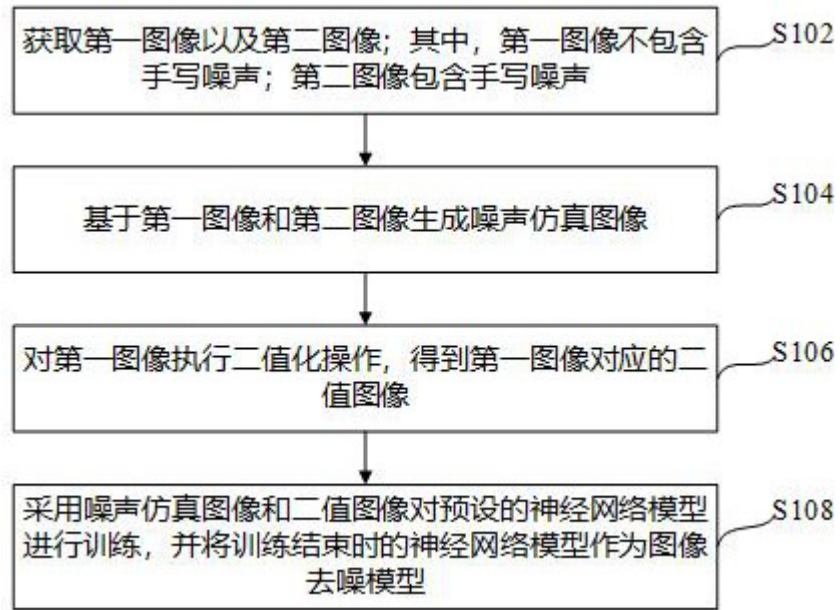 获取第一图像以及第二图像；其中，第一图像不包含
手写噪声；第二图像包含手写噪声
S102
基于第一图像和第二图像生成噪声仿真图像
S104
对第一图像执行二值化操作，得到第一图像对应的二
值图像
S106
采用噪声仿真图像和二值图像对预设的神经网络模型
进行训练，并将训练结束时的神经网络模型作为图像
去噪模型
S108